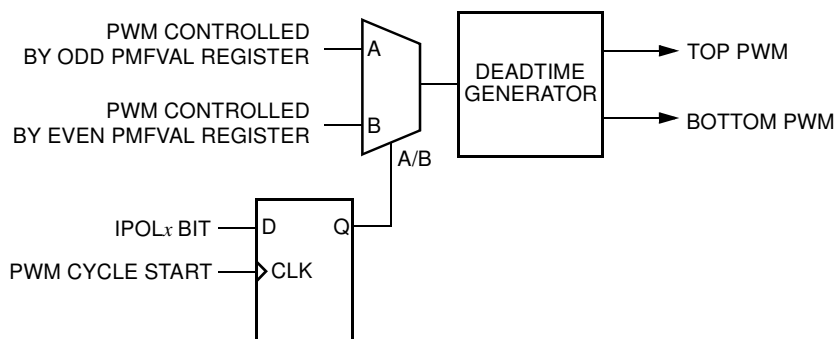 PWM CONTROLLED
BY ODD PMFVAL REGISTER
A
PWM CONTROLLED
BY EVEN PMFVAL REGISTER
B
A/B
DEADTIME
GENERATOR
TOP PWM
BOTTOM PWM
IPOLx BIT
D
Q
PWM CYCLE START
CLK